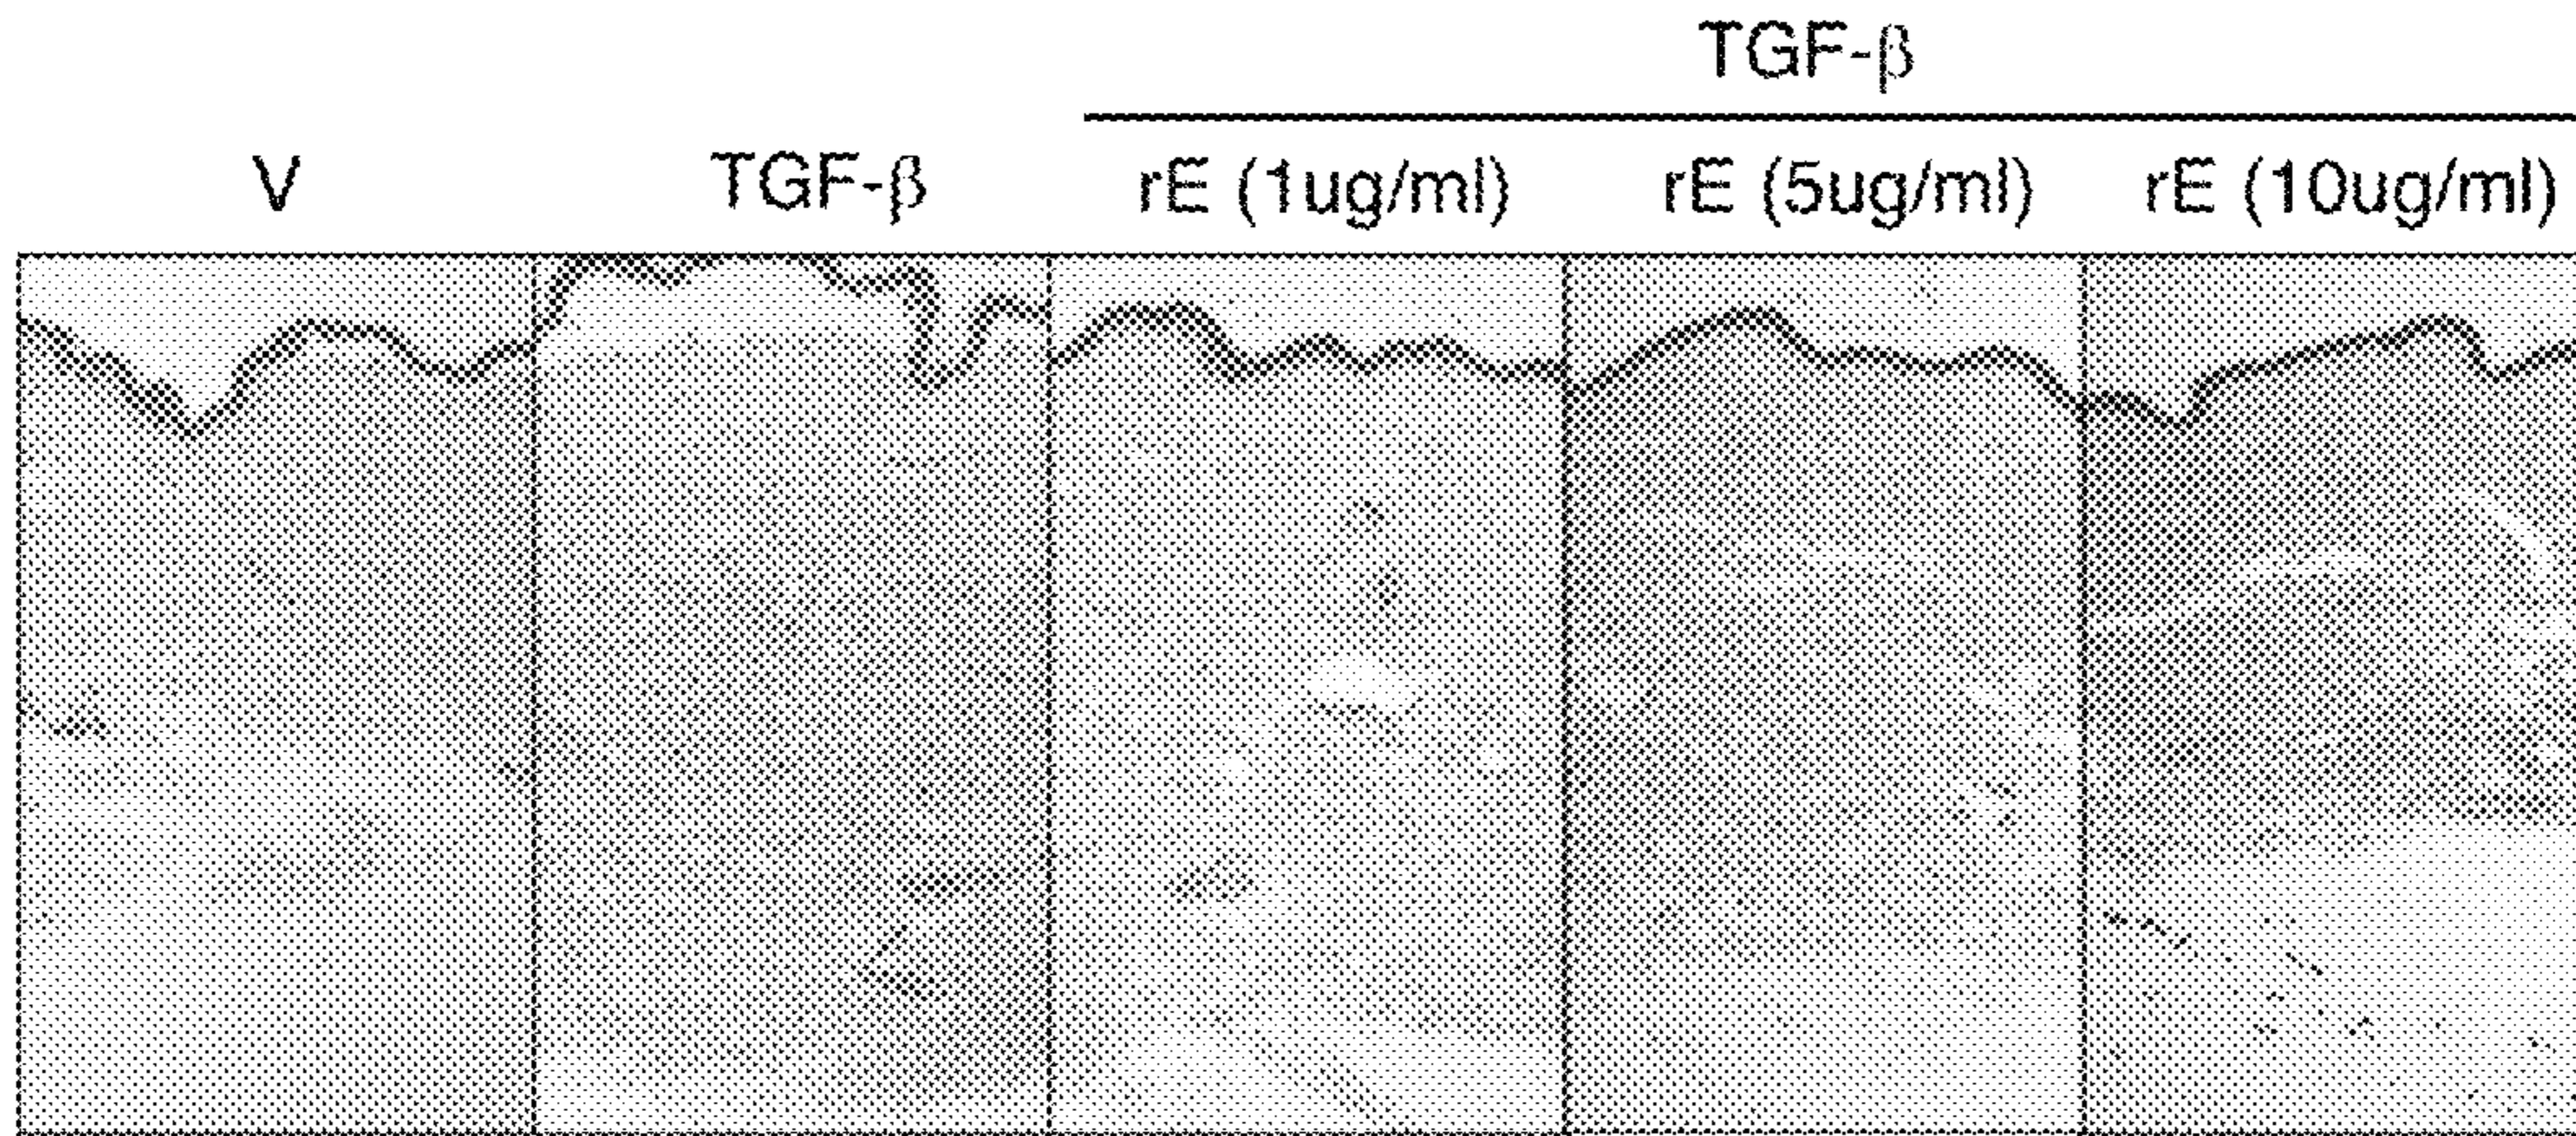 TGF-β
V TGF-β rE (1ug/ml) rE (5ug/ml) rE (10ug/ml)